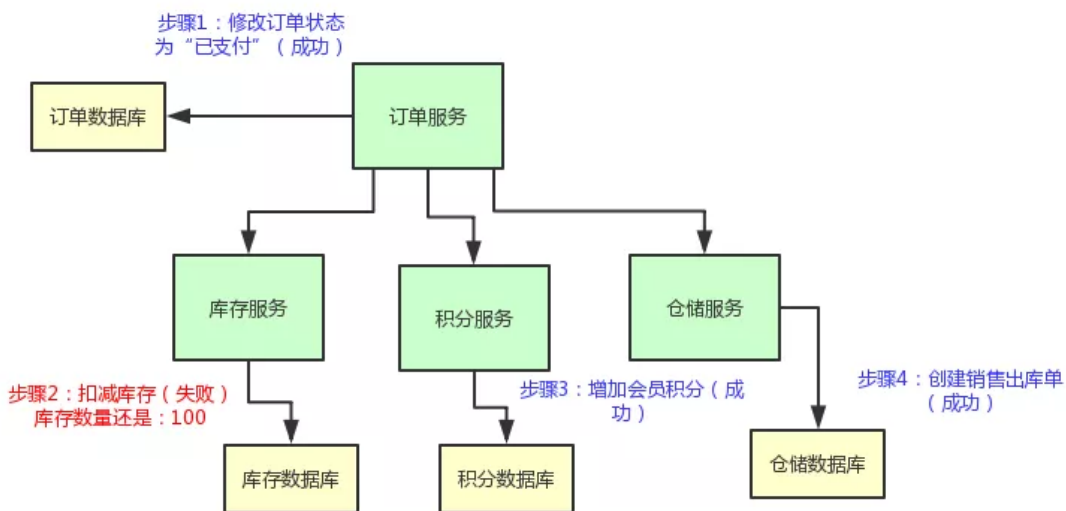 步骤1：修改订单状态
为“已支付”（成功）
订单数据库
订单服务
库存服务
积分服务
仓储服务
步骤2：扣减库存（失败）
库存数量还是：100
步骤3：增加会员积分（成
功）
步骤4：创建销售出库单
（成功）
库存数据库
积分数据库
仓储数据库